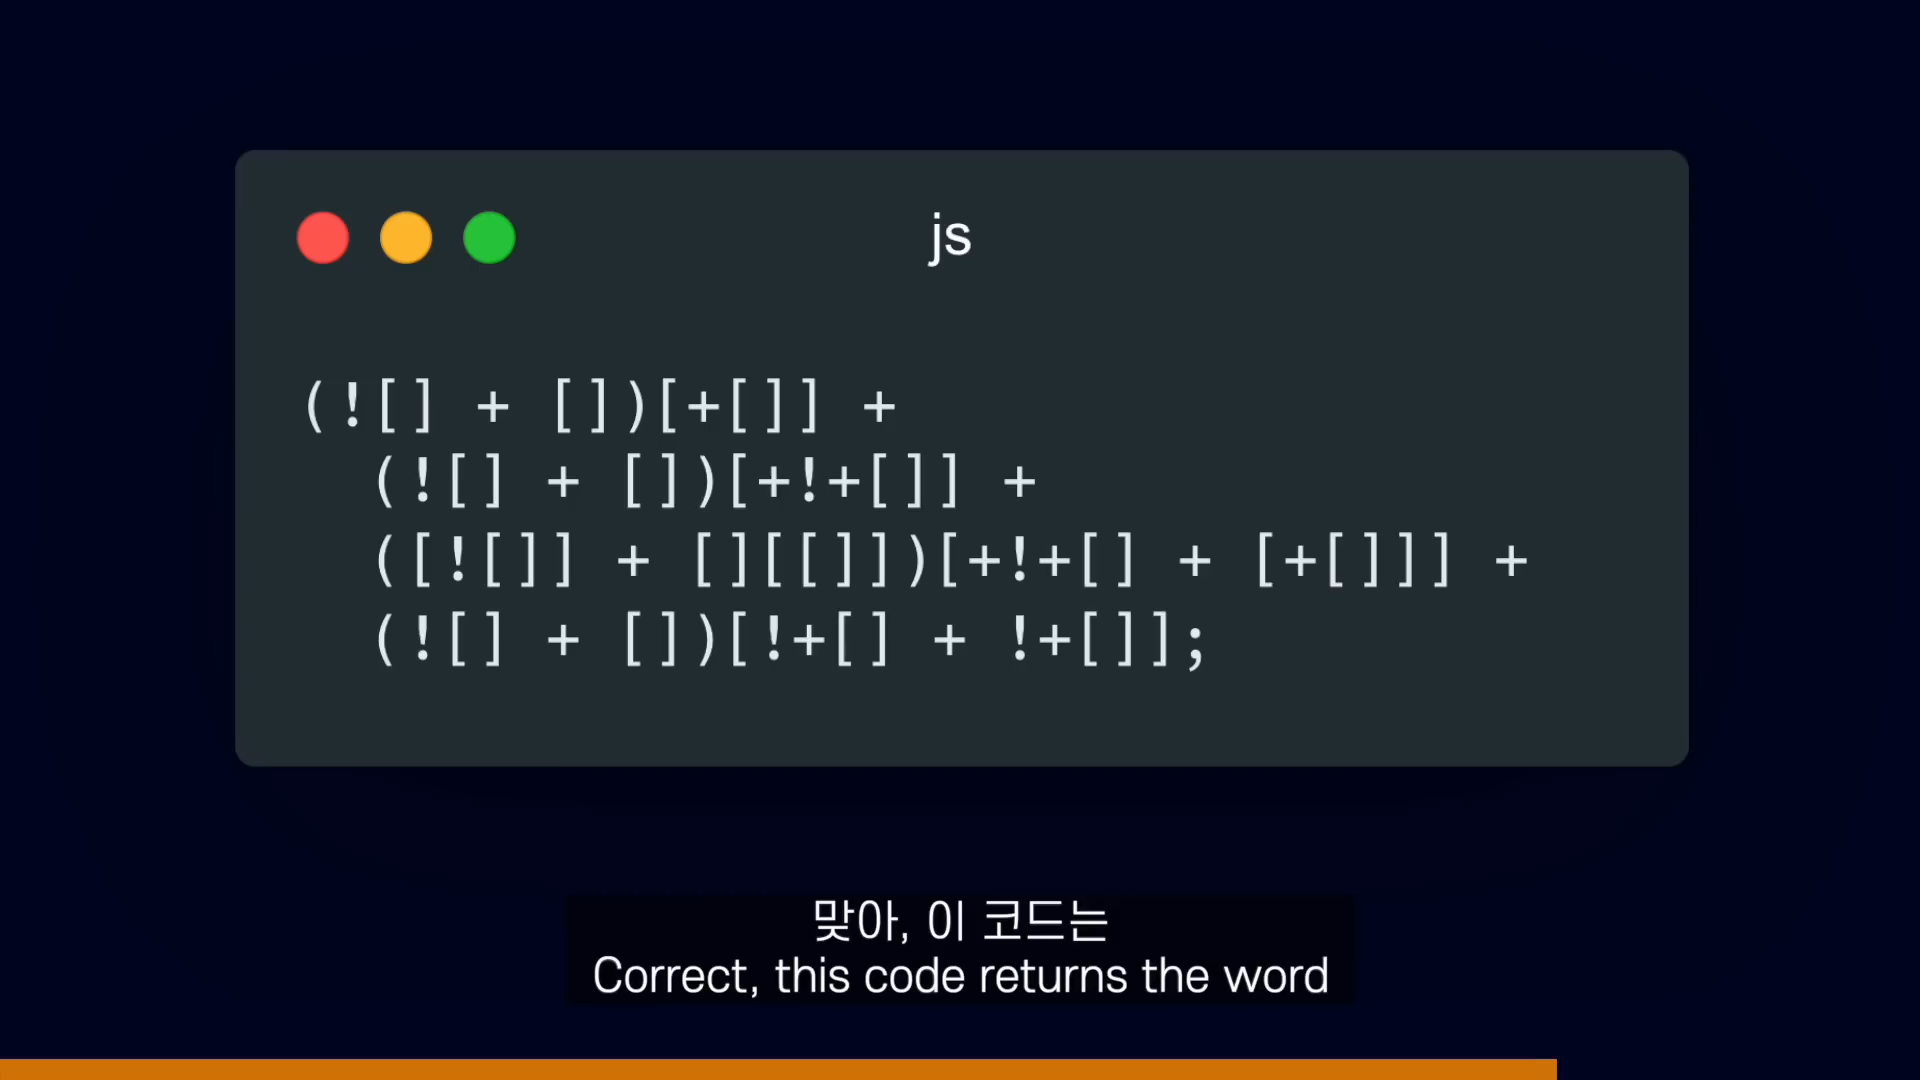 js
(![] + [])[+[]] +
(![] + [])[+!+[]] +
([![]] + [][[]])[+!+[] + [+[]]] +
(![] + [])[!+[] + !+[]];
맞아, 이 코드는
Correct, this code returns the word